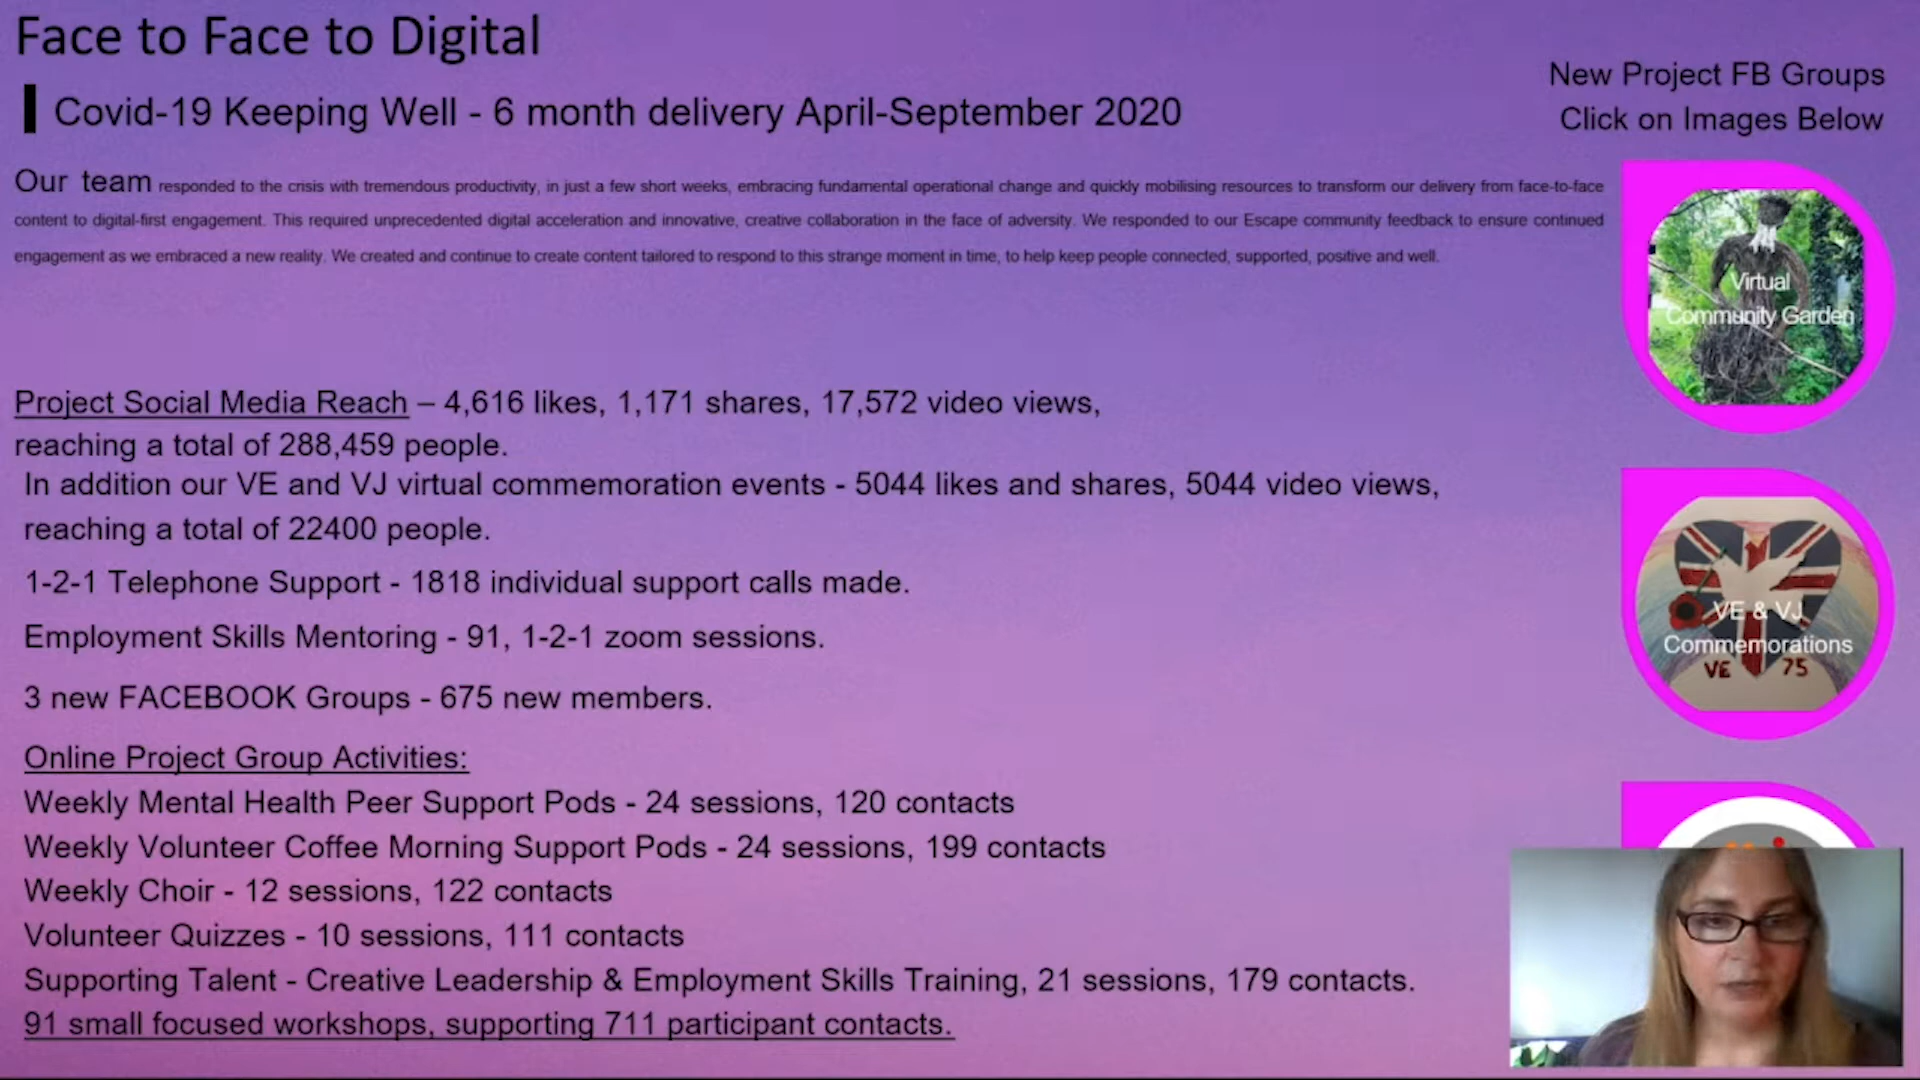 Face to Face to Digital
Covid-19 Keeping Well - 6 month delivery April-September 2020
New Project FB Groups
Click on Images Below
Our team responded to the crisis with tremendous productivity, in just a few short weeks, embracing fundamental operational change and quickly mobilising resources to transform our delivery from face-to-face
content to digital-first engagement. This required unprecedented digital acceleration and innovative, creative collaboration in the face of adversity. We responded to our Escape community feedback to ensure continued
engagement as we embraced a new reality. We created and continue to create content tailored to respond to this strange moment in time, to help keep people connected, supported, positive and well.
Virtual
Community Garden
Project Social Media Reach – 4,616 likes, 1,171 shares, 17,572 video views,
reaching a total of 288,459 people.
In addition our VE and VJ virtual commemoration events - 5044 likes and shares, 5044 video views,
reaching a total of 22400 people.
1-2-1 Telephone Support - 1818 individual support calls made.
Employment Skills Mentoring - 91, 1-2-1 zoom sessions.
3 new FACEBOOK Groups - 675 new members.
VE & VJ
Commemorations
VE 75
Online Project Group Activities:
Weekly Mental Health Peer Support Pods - 24 sessions, 120 contacts
Weekly Volunteer Coffee Morning Support Pods - 24 sessions, 199 contacts
Weekly Choir - 12 sessions, 122 contacts
Volunteer Quizzes - 10 sessions, 111 contacts
Supporting Talent - Creative Leadership & Employment Skills Training, 21 sessions, 179 contacts.
91 small focused workshops, supporting 711 participant contacts.